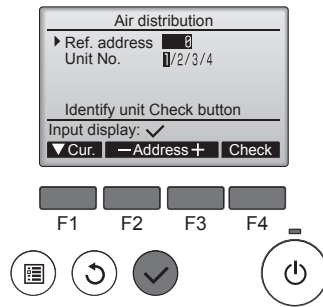 Air distribution
Ref. address 0
Unit No. 1/2/3/4
Identify unit Check button
Input display: ✓
▼ Cur. −Address+ Check
F1 F2 F3 F4